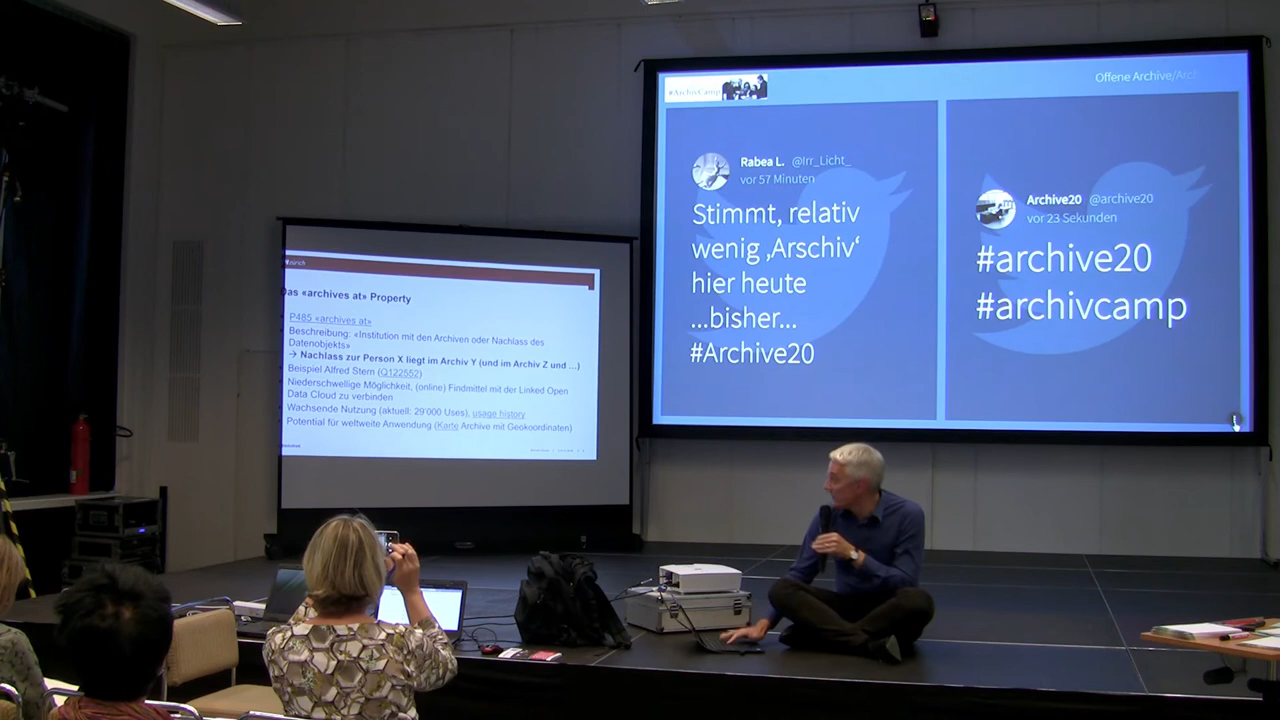 zürich
Das «archives at» Property
P485 «archives at»
Beschreibung: «Institution mit den Archiven oder Nachlass des
Datenobjekts»
→ Nachlass zur Person X liegt im Archiv Y (und im Archiv Z und ...)
Beispiel Alfred Stern (Q122552)
Niederschwellige Möglichkeit, (online) Findmittel mit der Linked Open
Data Cloud zu verbinden
Wachsende Nutzung (aktuell: 29'000 Uses), usage history
Potential für weltweite Anwendung (Karte Archive mit Geokoordinaten)
#ArchivCamp
Offene Archive/Arch
Rabea L. @Irr_Licht_
vor 57 Minuten
Stimmt, relativ
wenig ‚Arschiv‘
hier heute
...bisher...
#Archive20
Archive20 @archive20
vor 23 Sekunden
#archive20
#archivcamp